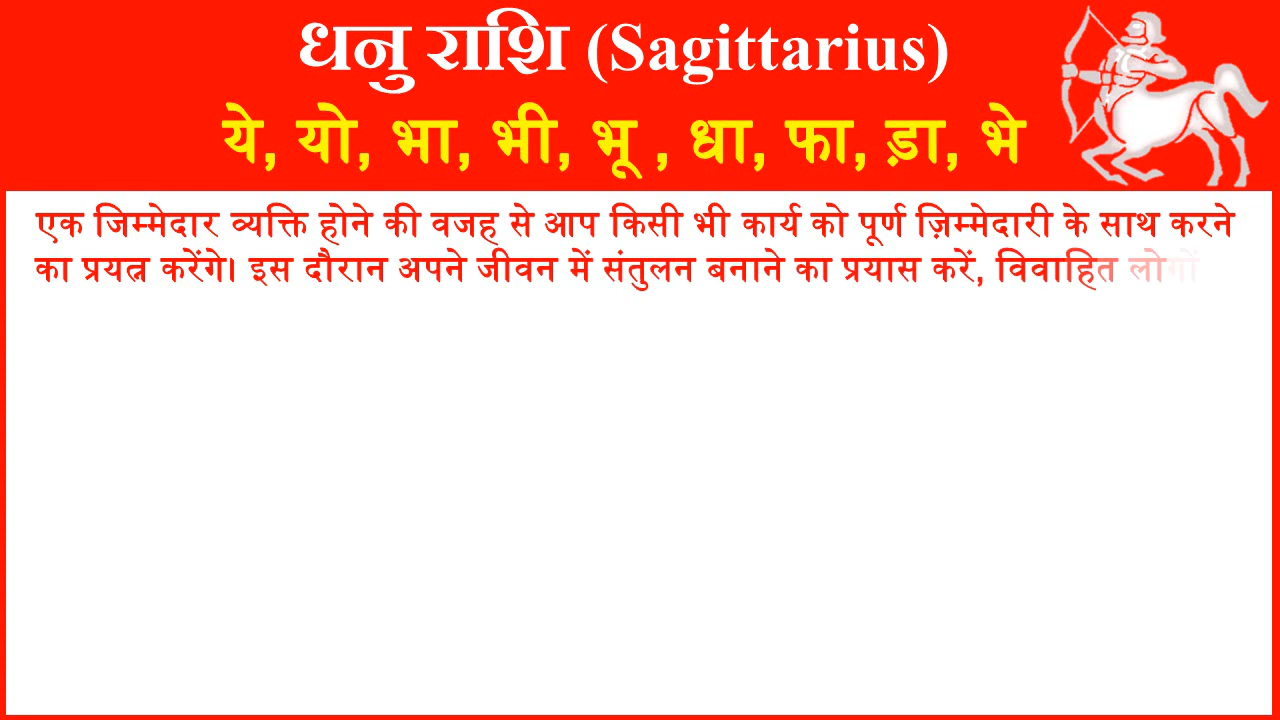 धनु राशि (Sagittarius)
ये, यो, भा, भी, भू , धा, फा, ड़ा, भे
एक जिम्मेदार व्यक्ति होने की वजह से आप किसी भी कार्य को पूर्ण ज़िम्मेदारी के साथ करने
का प्रयत्न करेंगे। इस दौरान अपने जीवन में संतुलन बनाने का प्रयास करें, विवाहित लोगों